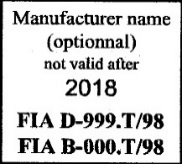 Manufacturer name
(optionnal)
not valid after
2018
FIA D-999.T/98
FIA B-000.T/98